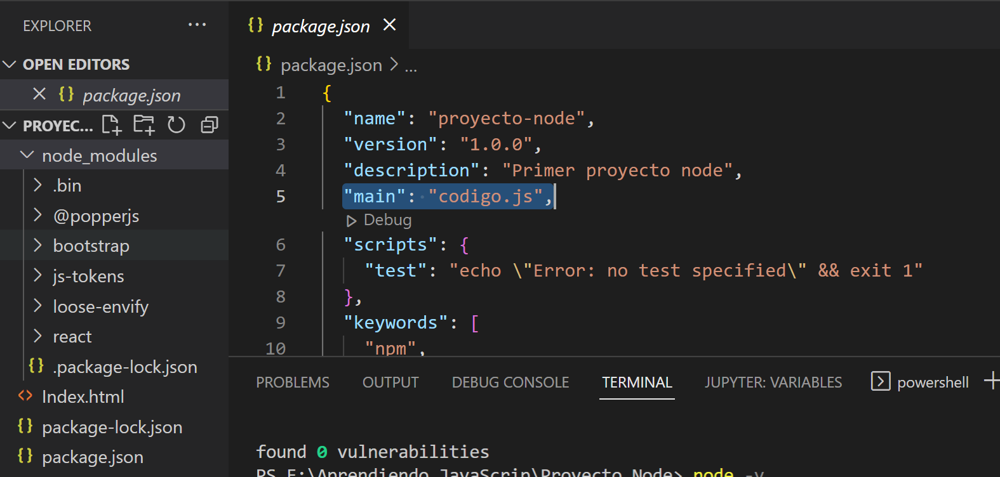 EXPLORER ...
OPEN EDITORS
{} package.json
PROYEC...
node_modules
.bin
@popperjs
bootstrap
js-tokens
loose-envify
react
{} .package-lock.json
<> Index.html
{} package-lock.json
{} package.json
{} package.json
{} package.json > ...
1 {
2 "name": "proyecto-node",
3 "version": "1.0.0",
4 "description": "Primer proyecto node",
5 "main": "codigo.js",
Debug
6 "scripts": {
7 "test": "echo \"Error: no test specified\" && exit 1"
8 },
9 "keywords": [
10 "npm",
PROBLEMS OUTPUT DEBUG CONSOLE TERMINAL JUPYTER: VARIABLES powershell
found 0 vulnerabilities
PS E:\Aprendiendo JavaScrip\Proyecto Node> node -v